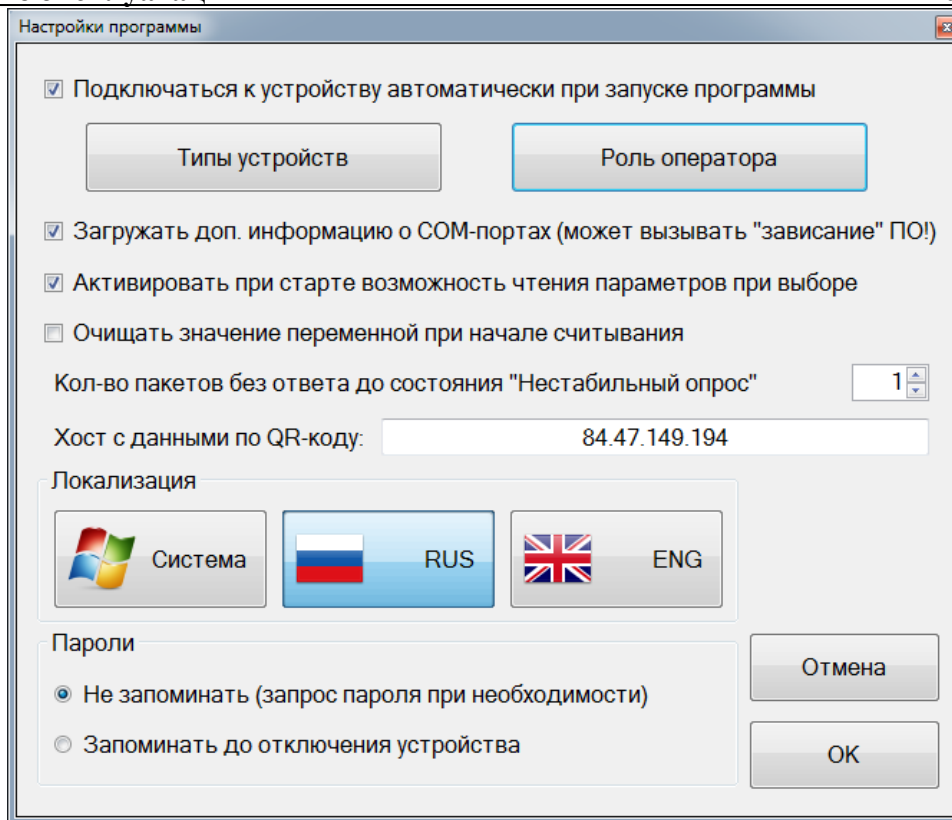 Настройки программы
Подключаться к устройству автоматически при запуске программы
Типы устройств
Роль оператора
Загружать доп. информацию о COM-портах (может вызывать "зависание" ПО!)
Активировать при старте возможность чтения параметров при выборе
Очищать значение переменной при начале считывания
Кол-во пакетов без ответа до состояния "Нестабильный опрос"
1
Хост с данными по QR-коду:
84.47.149.194
Локализация
Система
RUS
ENG
Пароли
Не запоминать (запрос пароля при необходимости)
Запоминать до отключения устройства
Отмена
OK